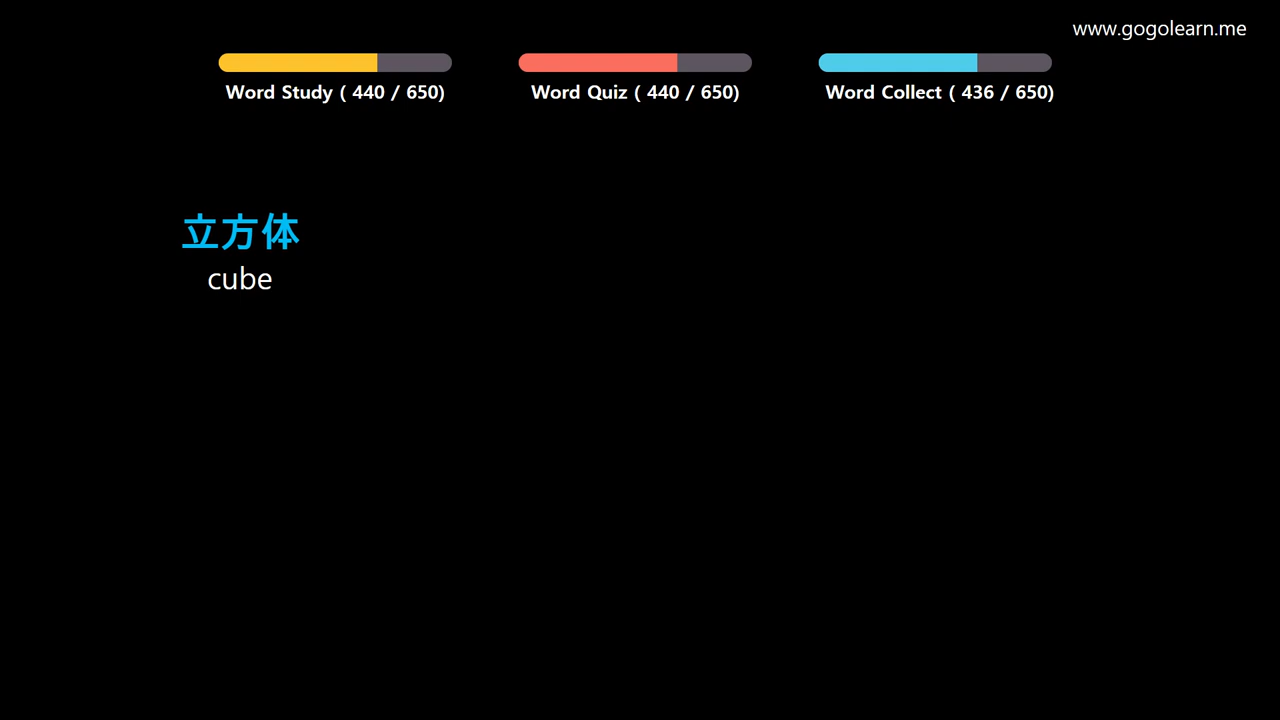 www.gogolearn.me
Word Study ( 440 / 650)
Word Quiz ( 440 / 650)
Word Collect ( 436 / 650)
立方体
cube